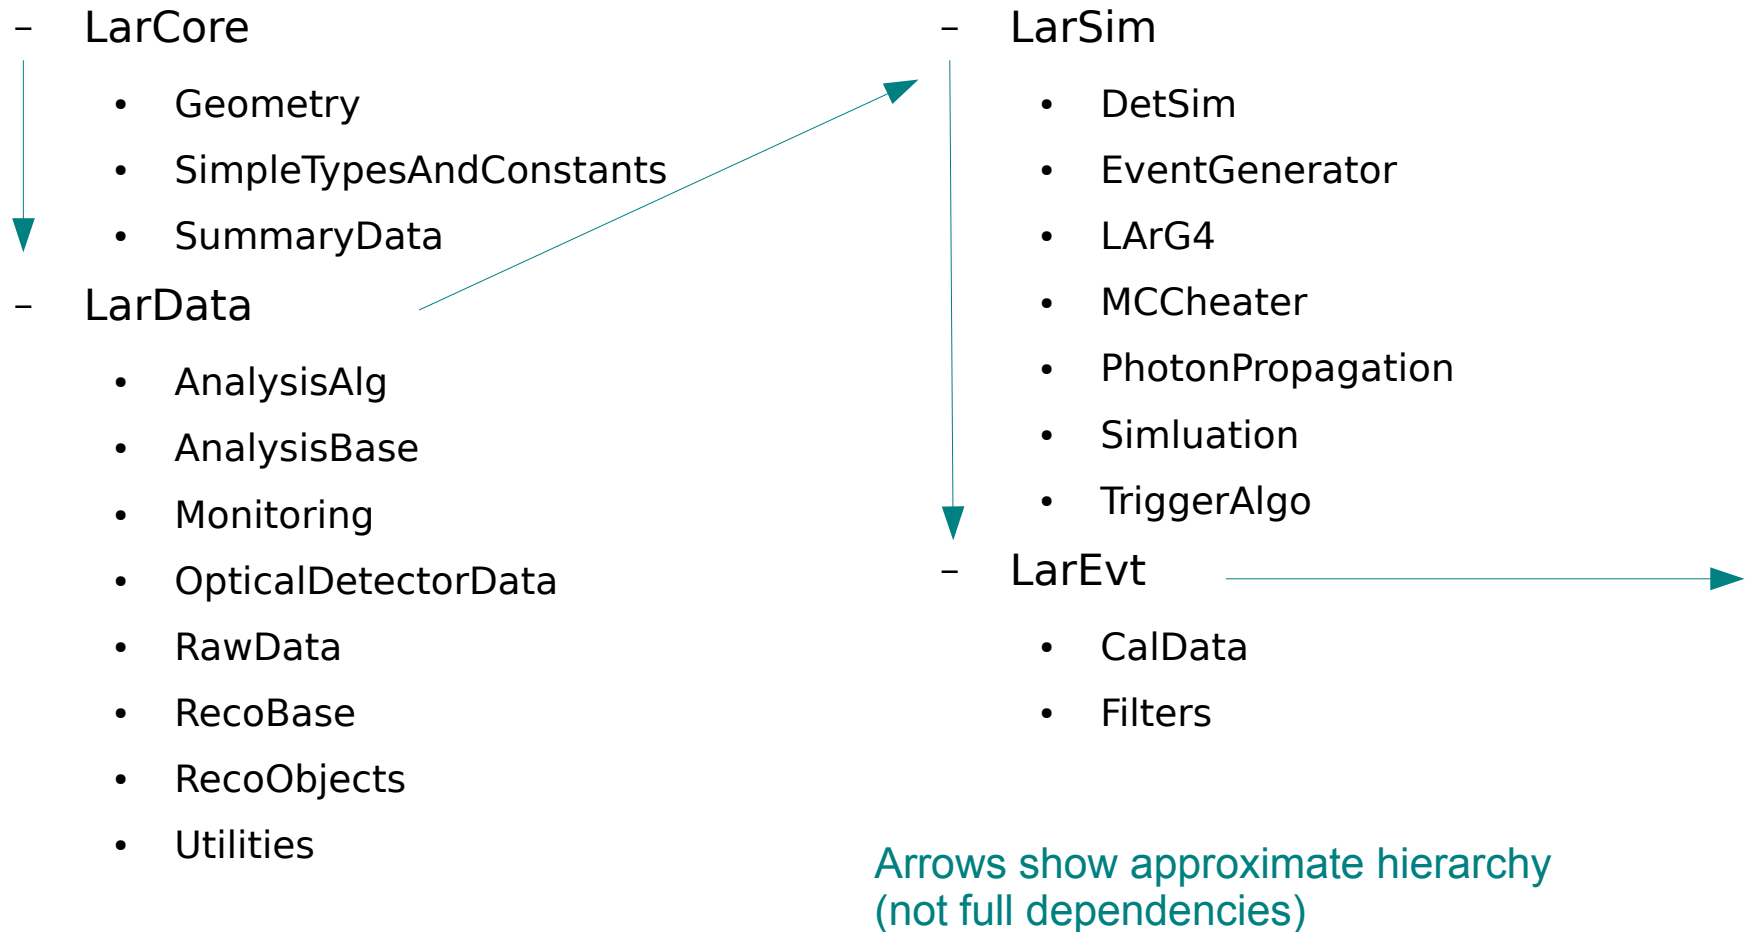 – LarCore
• Geometry
• SimpleTypesAndConstants
• SummaryData
– LarData
• AnalysisAlg
• AnalysisBase
• Monitoring
• OpticalDetectorData
• RawData
• RecoBase
• RecoObjects
• Utilities
– LarSim
• DetSim
• EventGenerator
• LArG4
• MCCheater
• PhotonPropagation
• Simluation
• TriggerAlgo
– LarEvt
• CalData
• Filters
Arrows show approximate hierarchy
(not full dependencies)